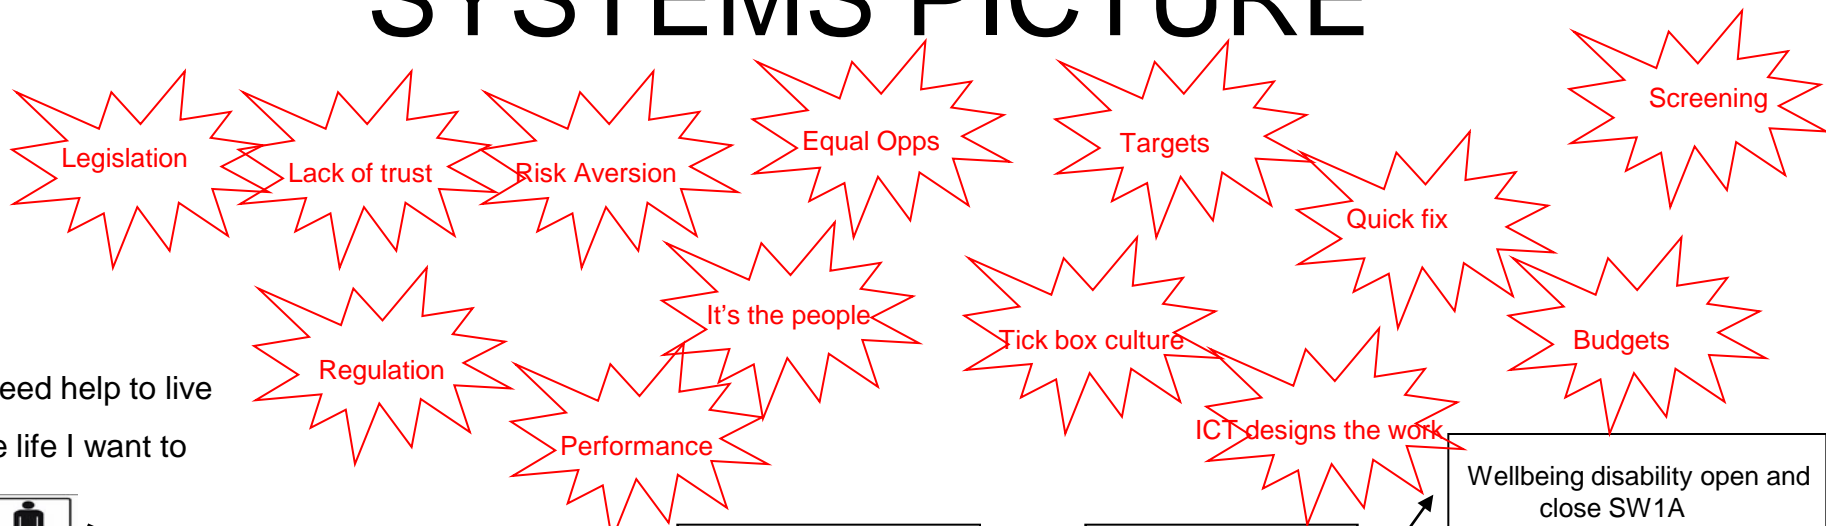 SYSTEMS PICTURE
Screening
Equal Opps
Targets
Legislation
Lack of trust
Risk Aversion
Quick fix
It's the people
Tick box culture
Budgets
Regulation
eed help to live
e life I want to
Performance
ICT designs the work
Wellbeing disability open and
close SW1A